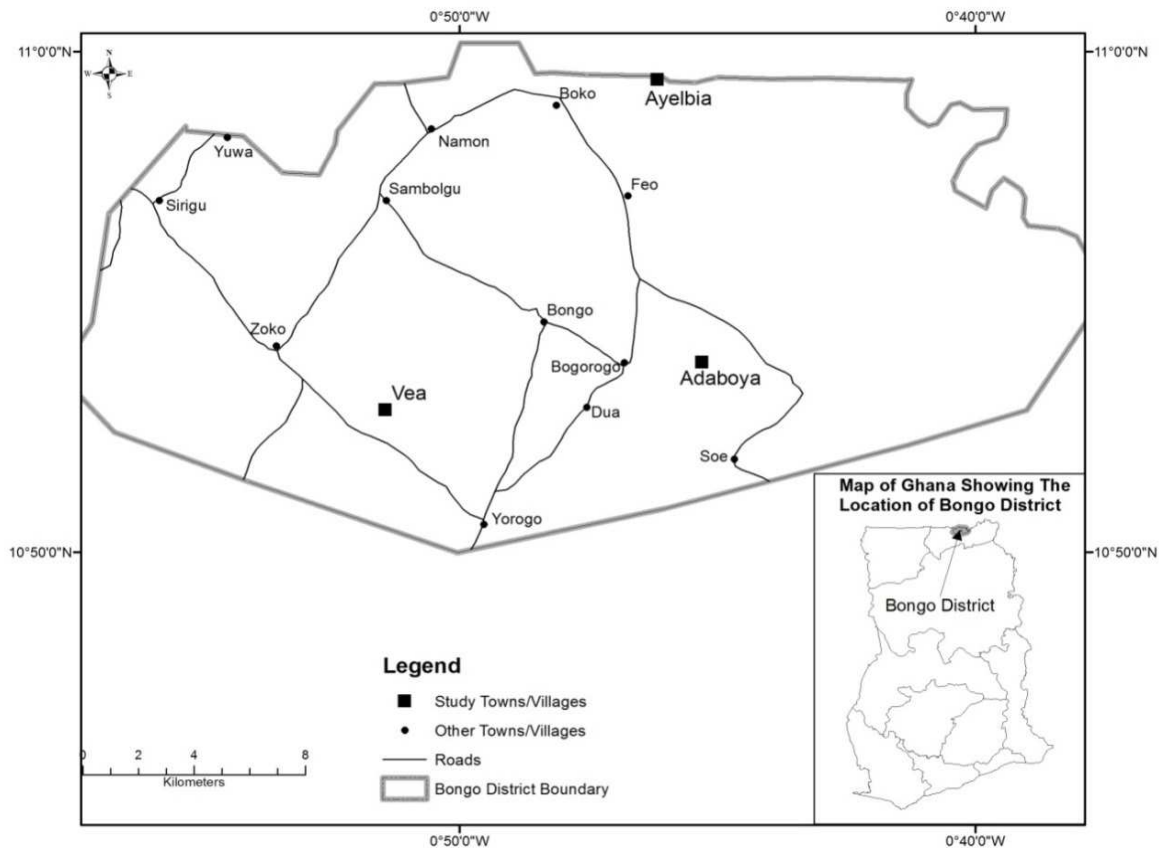 0°50'0"W
0°40'0"W
11°0'0"N
11°0'0"N
N
W
E
S
Boko
Ayelbia
Namon
Yuwa
Feo
Sambolgu
Sirigu
Bongo
Zoko
Bogorogo
Adaboya
Vea
Dua
Soe
Yorogo
10°50'0"N
10°50'0"N
Map of Ghana Showing The
Location of Bongo District
Bongo District
Legend
Study Towns/Villages
Other Towns/Villages
Roads
Bongo District Boundary
0 2 4 8
Kilometers
0°50'0"W
0°40'0"W